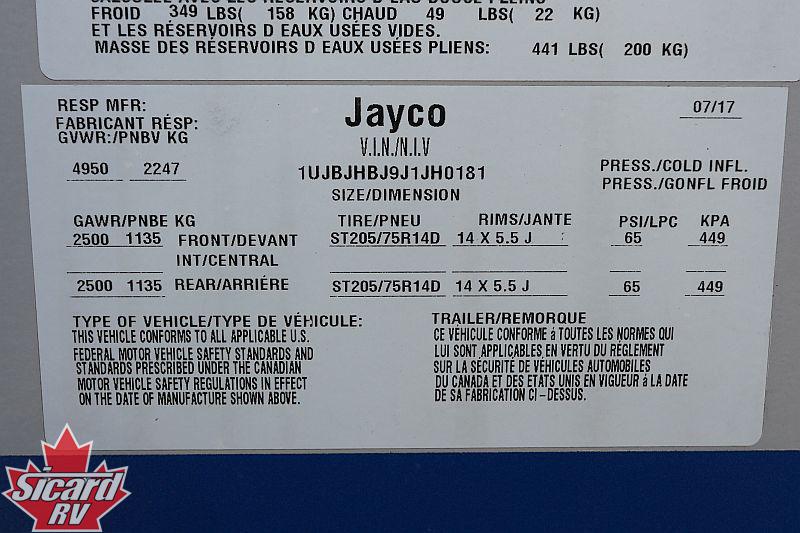 FROID 349 LBS( 158 KG) CHAUD 49 LBS( 22 KG)
ET LES RÉSERVOIRS D EAUX USÉES VIDES.
MASSE DES RÉSERVOIRS D EAUX USÉES PLIENS: 441 LBS( 200 KG)
RESP MFR: Jayco 07/17
FABRICANT RÉSP:
GVWR:/PNBV KG V.I.N./N.I.V
4950 2247 1UJBJHBJ9J1JH0181 PRESS./COLD INFL.
SIZE/DIMENSION PRESS./GONFL FROID
GAWR/PNBE KG TIRE/PNEU RIMS/JANTE PSI/LPC KPA
2500 1135 FRONT/DEVANT ST205/75R14D 14 X 5.5 J 65 449
INT/CENTRAL
2500 1135 REAR/ARRIÉRE ST205/75R14D 14 X 5.5 J 65 449
TYPE OF VEHICLE/TYPE DE VÉHICULE: TRAILER/REMORQUE
THIS VEHICLE CONFORMS TO ALL APPLICABLE U.S.
FEDERAL MOTOR VEHICLE SAFETY STANDARDS AND
STANDARDS PRESCRIBED UNDER THE CANADIAN
MOTOR VEHICLE SAFETY REGULATIONS IN EFFECT
ON THE DATE OF MANUFACTURE SHOWN ABOVE.
CE VÉHICULE CONFORME á TOUTES LES NORMES QUI
LUI SONT APPLICABLES EN VERTU DU RÉGLEMENT
SUR LA SÉCURITÉ DE VÉHICULES AUTOMOBILES
DU CANADA ET DES ETATS UNIS EN VIGUEUR á LA DATE
DE SA FABRICATION CI-DESSUS.
Sicard
RV